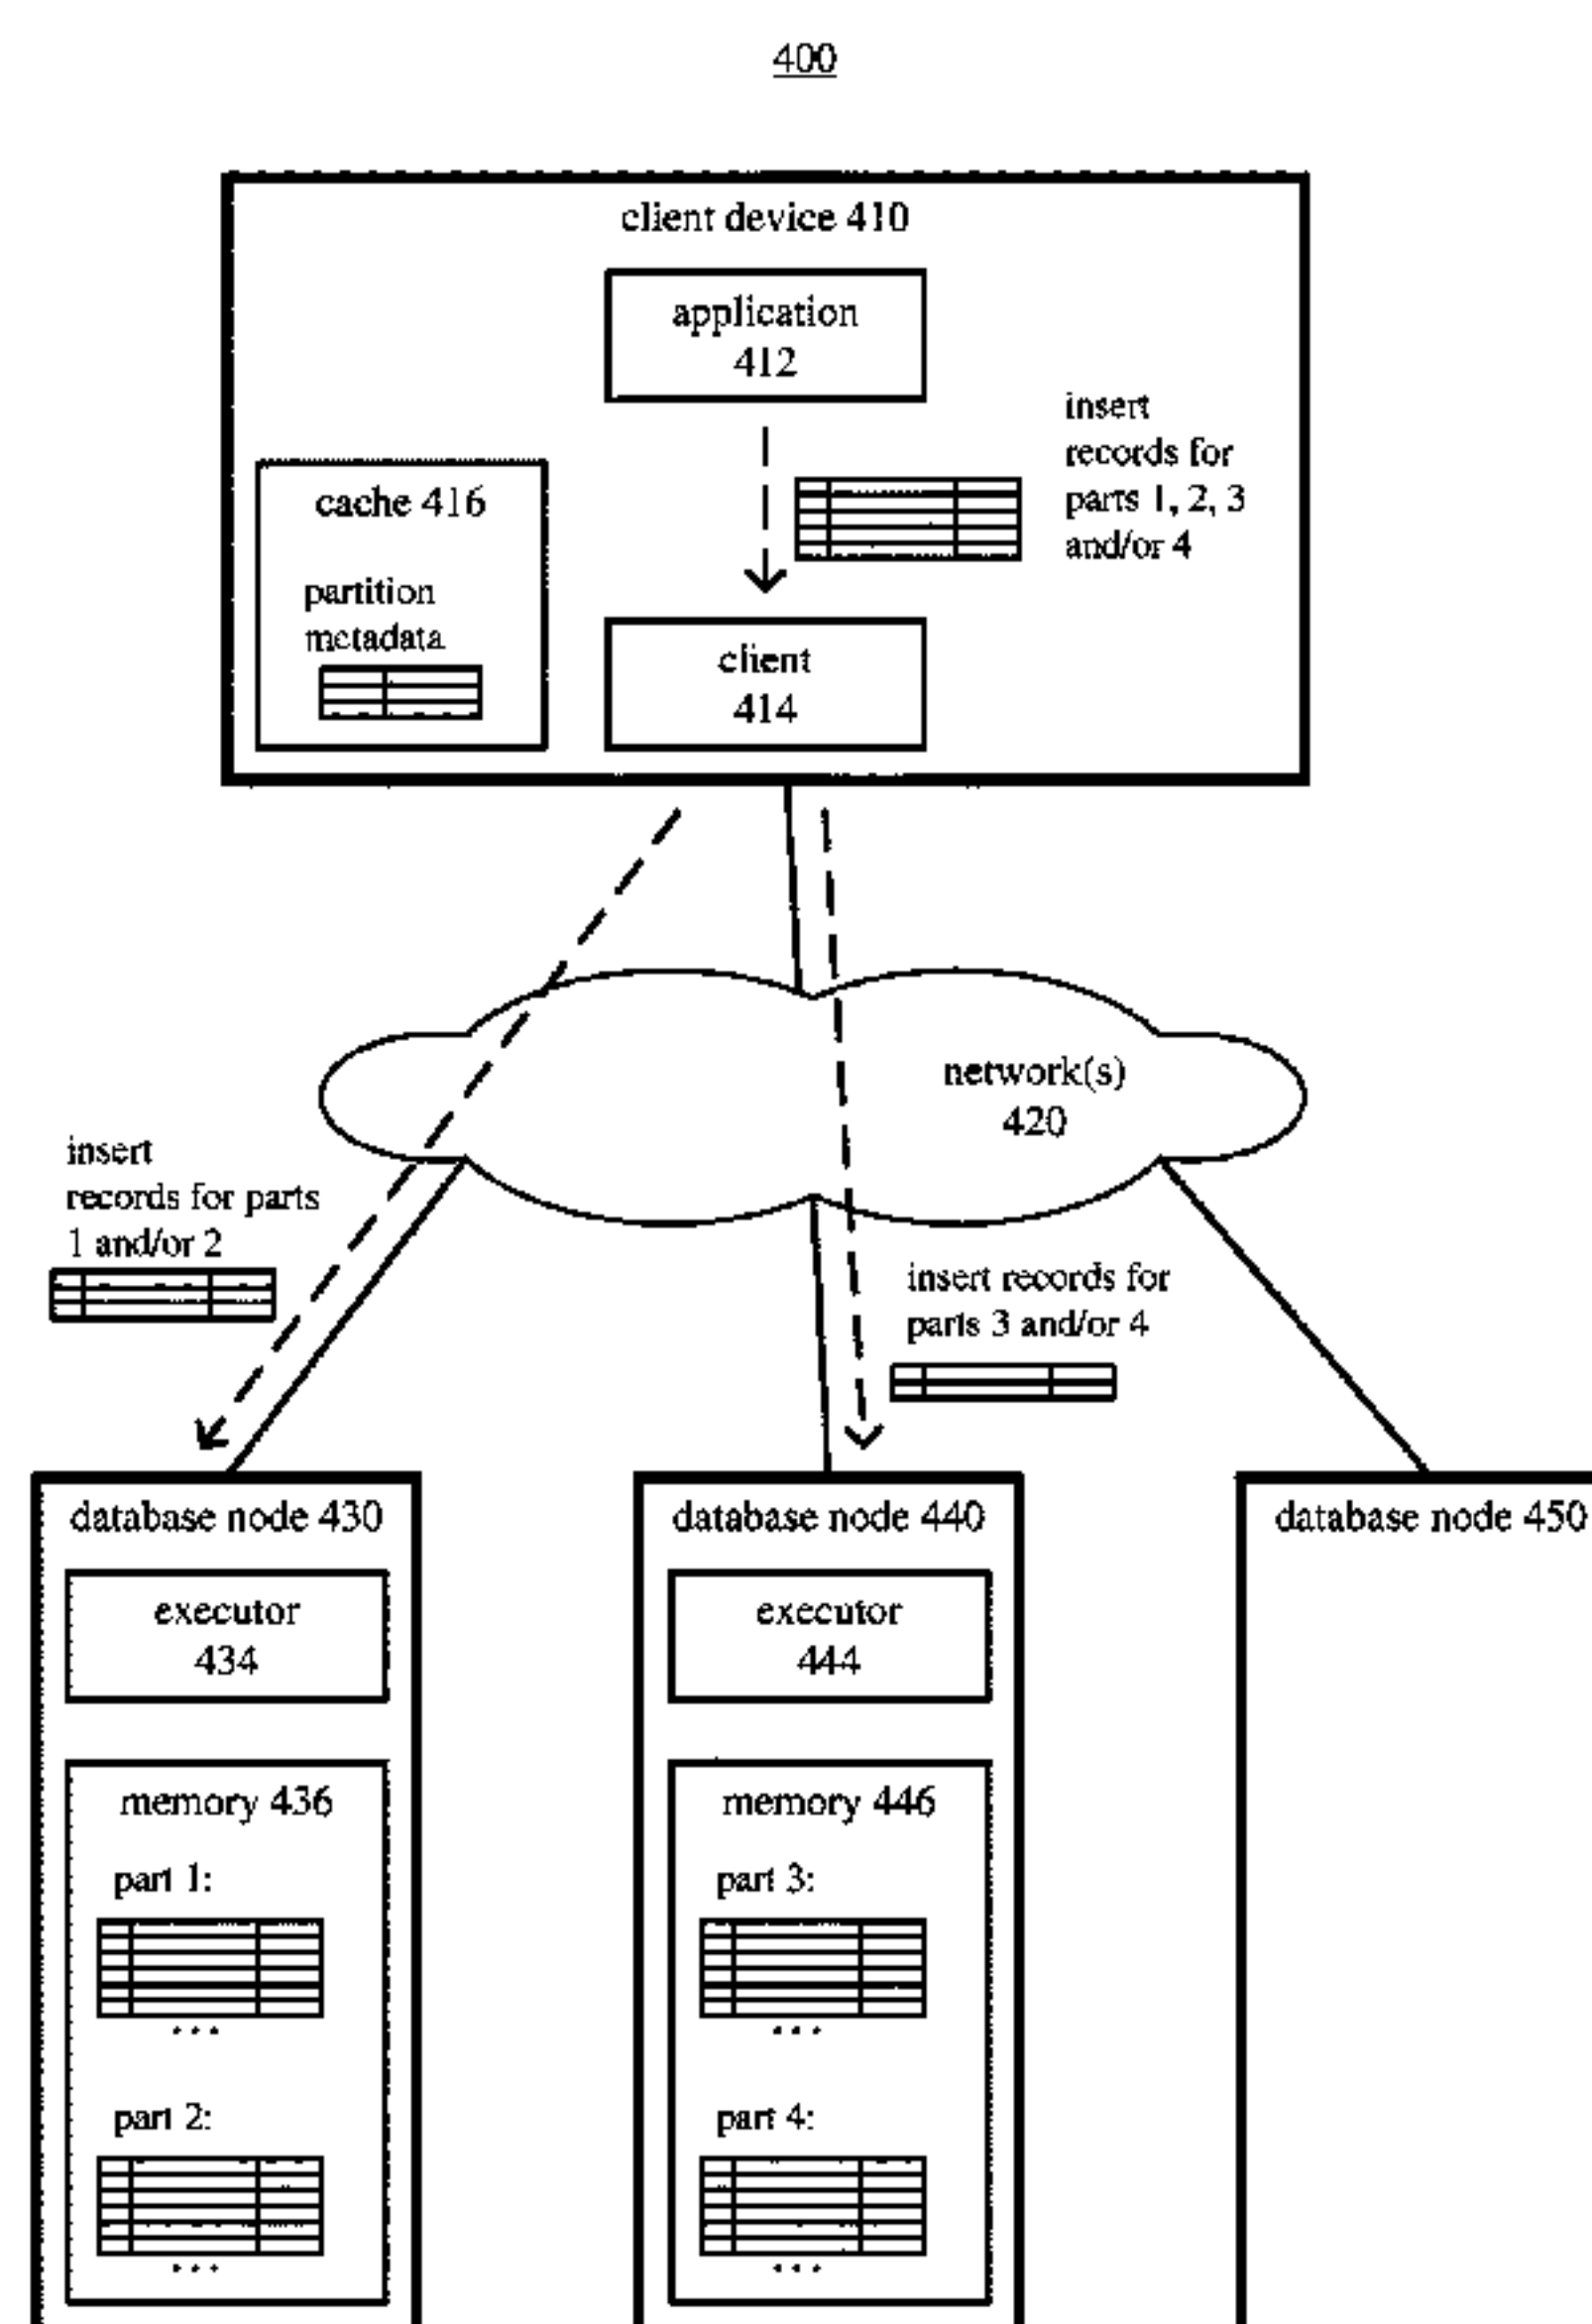 400
client device 410
application
412
insert
records for
parts 1, 2, 3
and/or 4
cache 416
partition
metadata
client
414
network(s)
420
insert
records for parts
1 and/or 2
insert records for
parts 3 and/or 4
database node 430
executor
434
memory 436
part 1:
...
part 2:
...
database node 440
executor
444
memory 446
part 3:
...
part 4:
...
database node 450